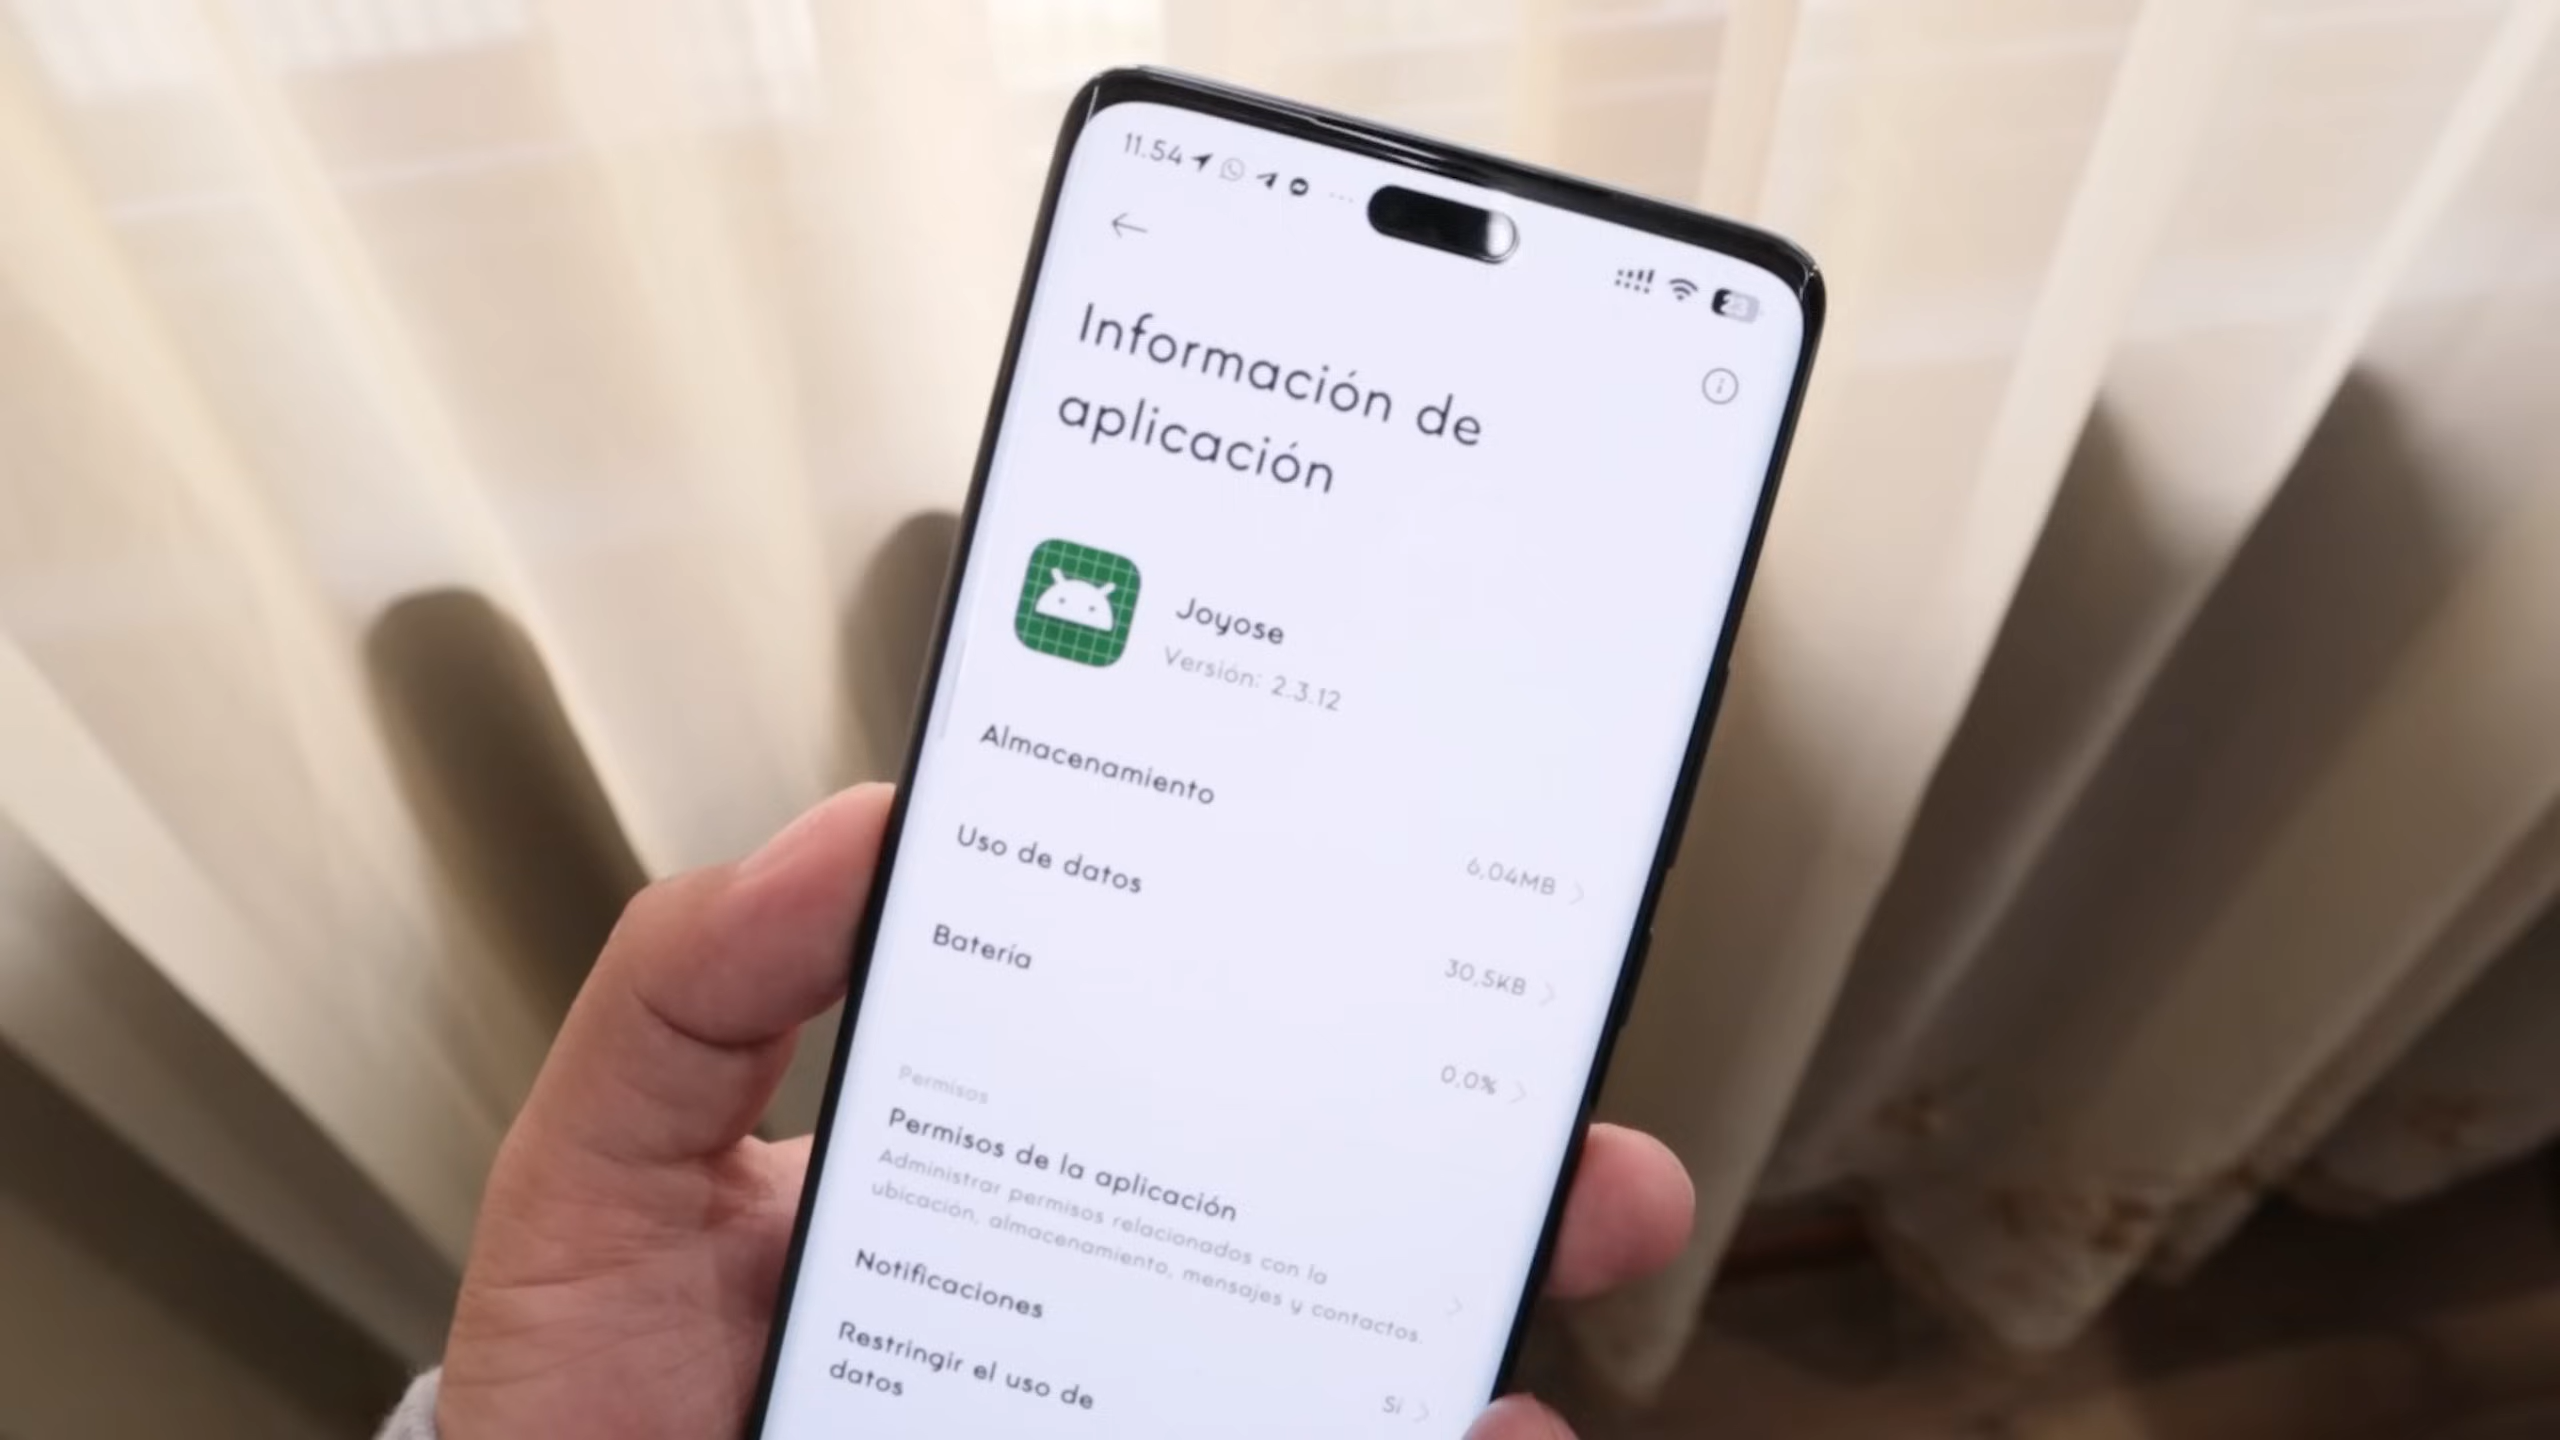 11.54
23
Información de
aplicación
Joyose
Versión: 2.3.12
Almacenamiento
6,04MB
Uso de datos
30,5KB
Batería
0,0%
Permisos
Permisos de la aplicación
Administrar permisos relacionados con la
ubicación, almacenamiento, mensajes y contactos.
Notificaciones
Sí
Restringir el uso de
datos